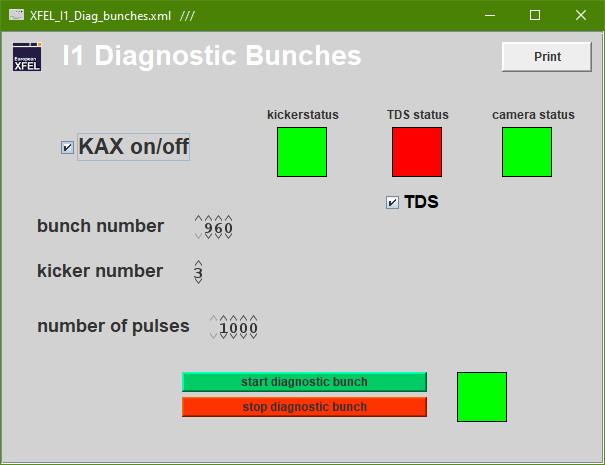 XFEL_I1_Diag_bunches.xml ///
European
XFEL
I1 Diagnostic Bunches
Print
kickerstatus
TDS status
camera status
KAX on/off
TDS
bunch number 960
kicker number 3
number of pulses 1000
start diagnostic bunch
stop diagnostic bunch